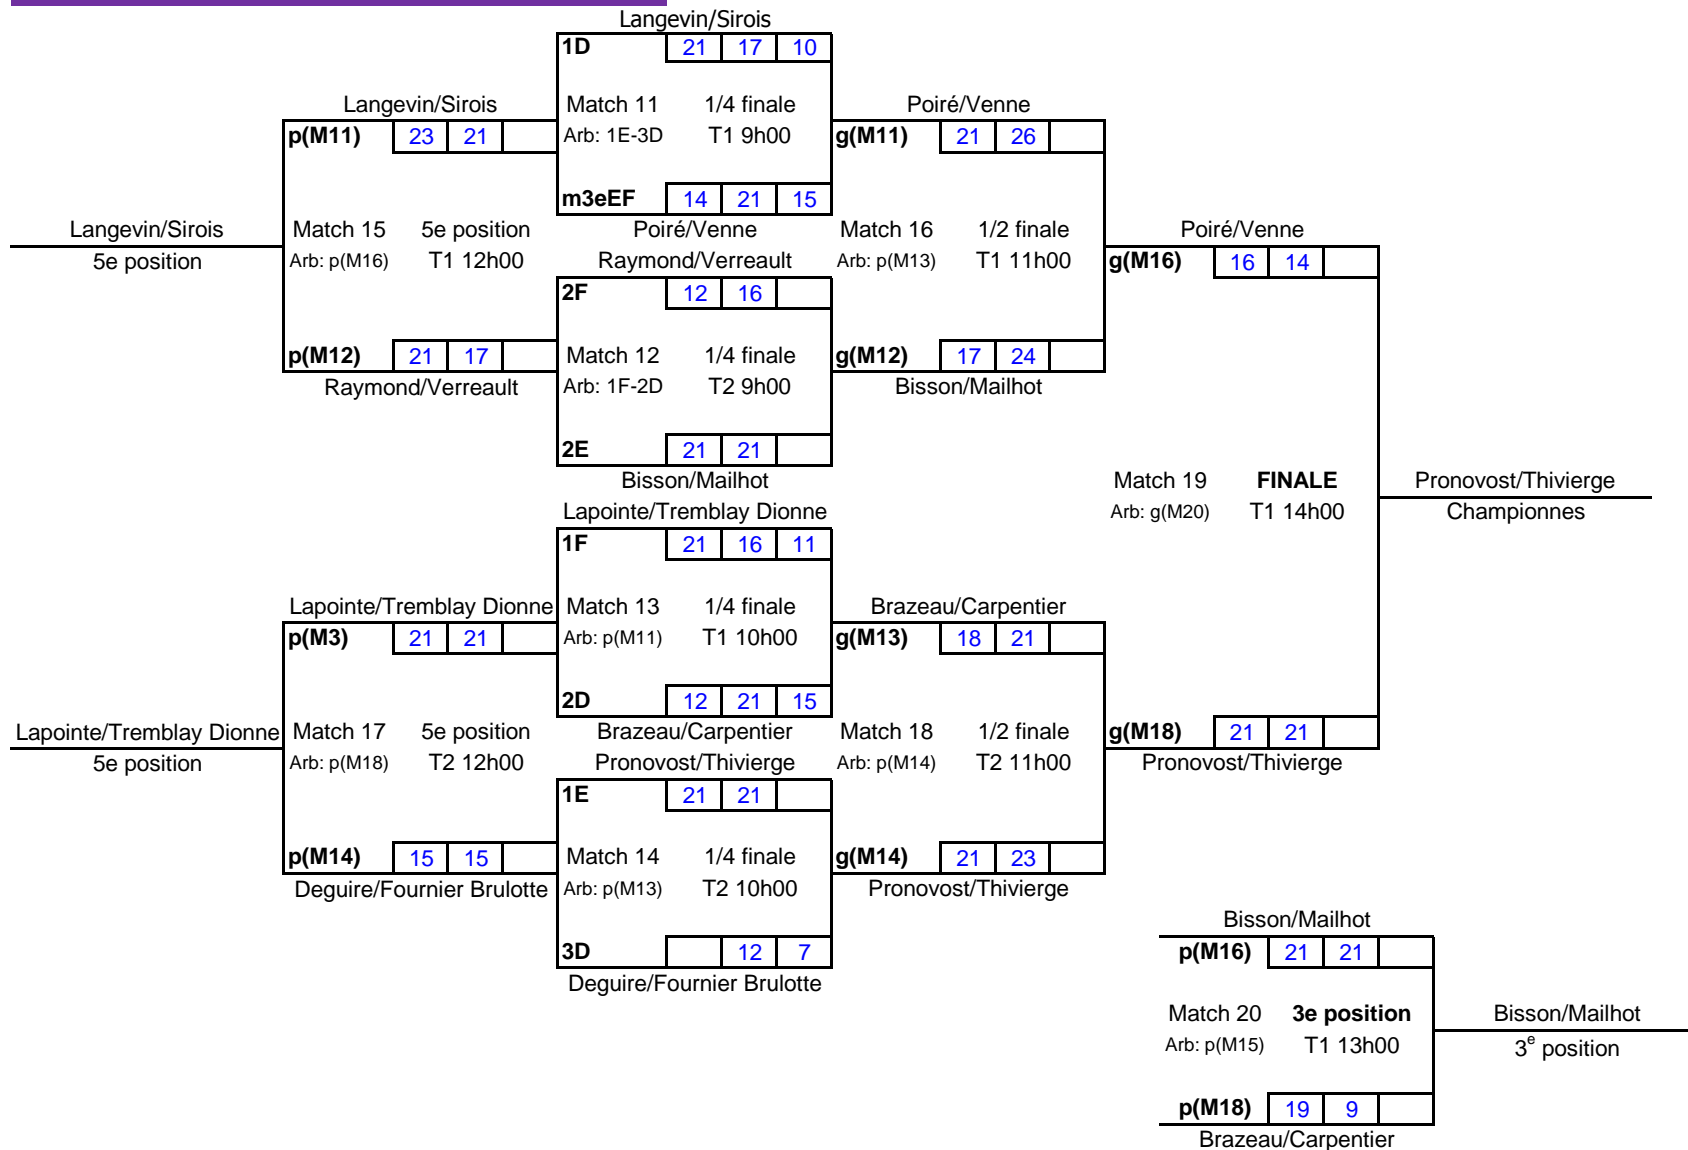 Langevin/Sirois
1D 21 17 10
Langevin/Sirois
Match 11 1/4 finale
Poiré/Venne
p(M11) 23 21
Arb: 1E-3D T1 9h00
g(M11) 21 26
m3eEF 14 21 15
Langevin/Sirois
5e position
Match 15 5e position
Arb: p(M16) T1 12h00
Poiré/Venne
Raymond/Verreault
Match 16 1/2 finale
Arb: p(M13) T1 11h00
Poiré/Venne
g(M16) 16 14
2F 12 16
p(M12) 21 17
Raymond/Verreault
Match 12 1/4 finale
Arb: 1F-2D T2 9h00
g(M12) 17 24
Bisson/Mailhot
2E 21 21
Bisson/Mailhot
Match 19 FINALE
Arb: g(M20) T1 14h00
Pronovost/Thivierge
Championnes
Lapointe/Tremblay Dionne
1F 21 16 11
Lapointe/Tremblay Dionne
Match 13 1/4 finale
Brazeau/Carpentier
p(M3) 21 21
Arb: p(M11) T1 10h00
g(M13) 18 21
2D 12 21 15
Lapointe/Tremblay Dionne
5e position
Match 17 5e position
Arb: p(M18) T2 12h00
Brazeau/Carpentier
Pronovost/Thivierge
Match 18 1/2 finale
Arb: p(M14) T2 11h00
g(M18) 21 21
Pronovost/Thivierge
1E 21 21
p(M14) 15 15
Deguire/Fournier Brulotte
Match 14 1/4 finale
Arb: p(M13) T2 10h00
g(M14) 21 23
Pronovost/Thivierge
3D 12 7
Deguire/Fournier Brulotte
Bisson/Mailhot
p(M16) 21 21
Match 20 3e position
Arb: p(M15) T1 13h00
Bisson/Mailhot
3e position
p(M18) 19 9
Brazeau/Carpentier